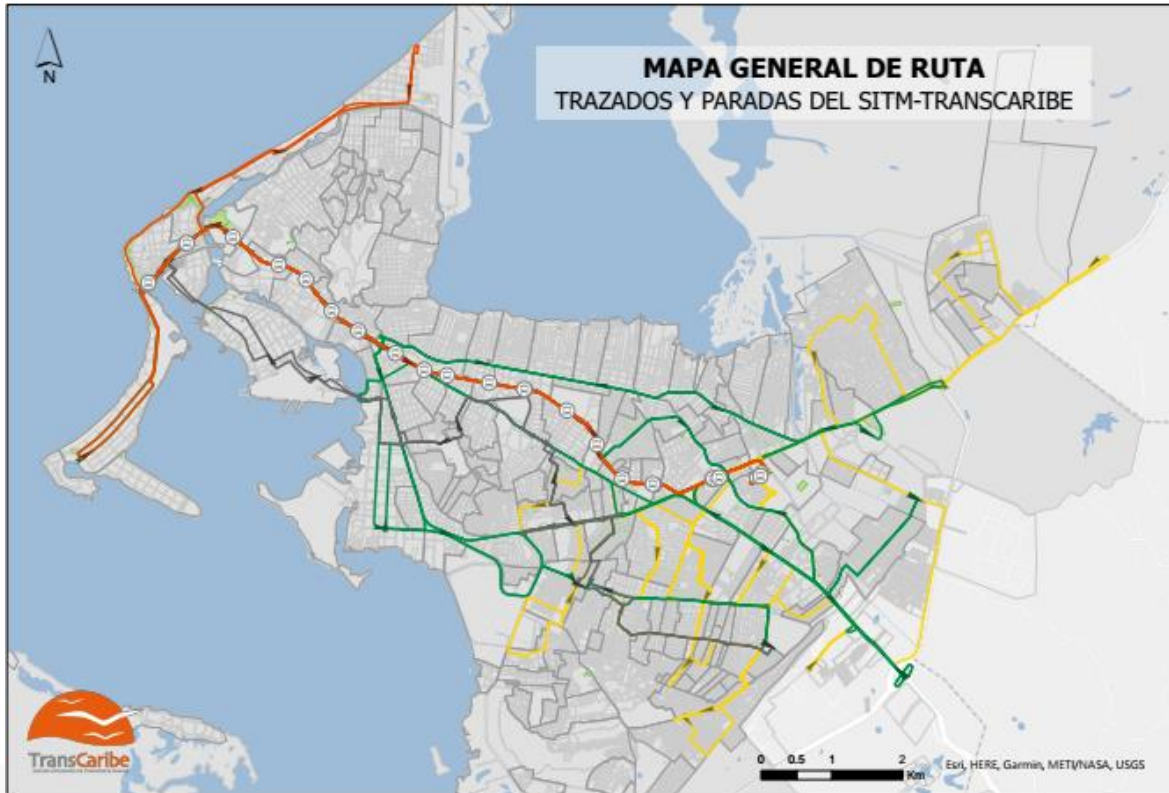 MAPA GENERAL DE RUTA
TRAZADOS Y PARADAS DEL SITM-TRANSCARIBE
N
TransCaribe
0 0.5 1 2
Km
Esri, HERE, Garmin, METI/NASA, USGS